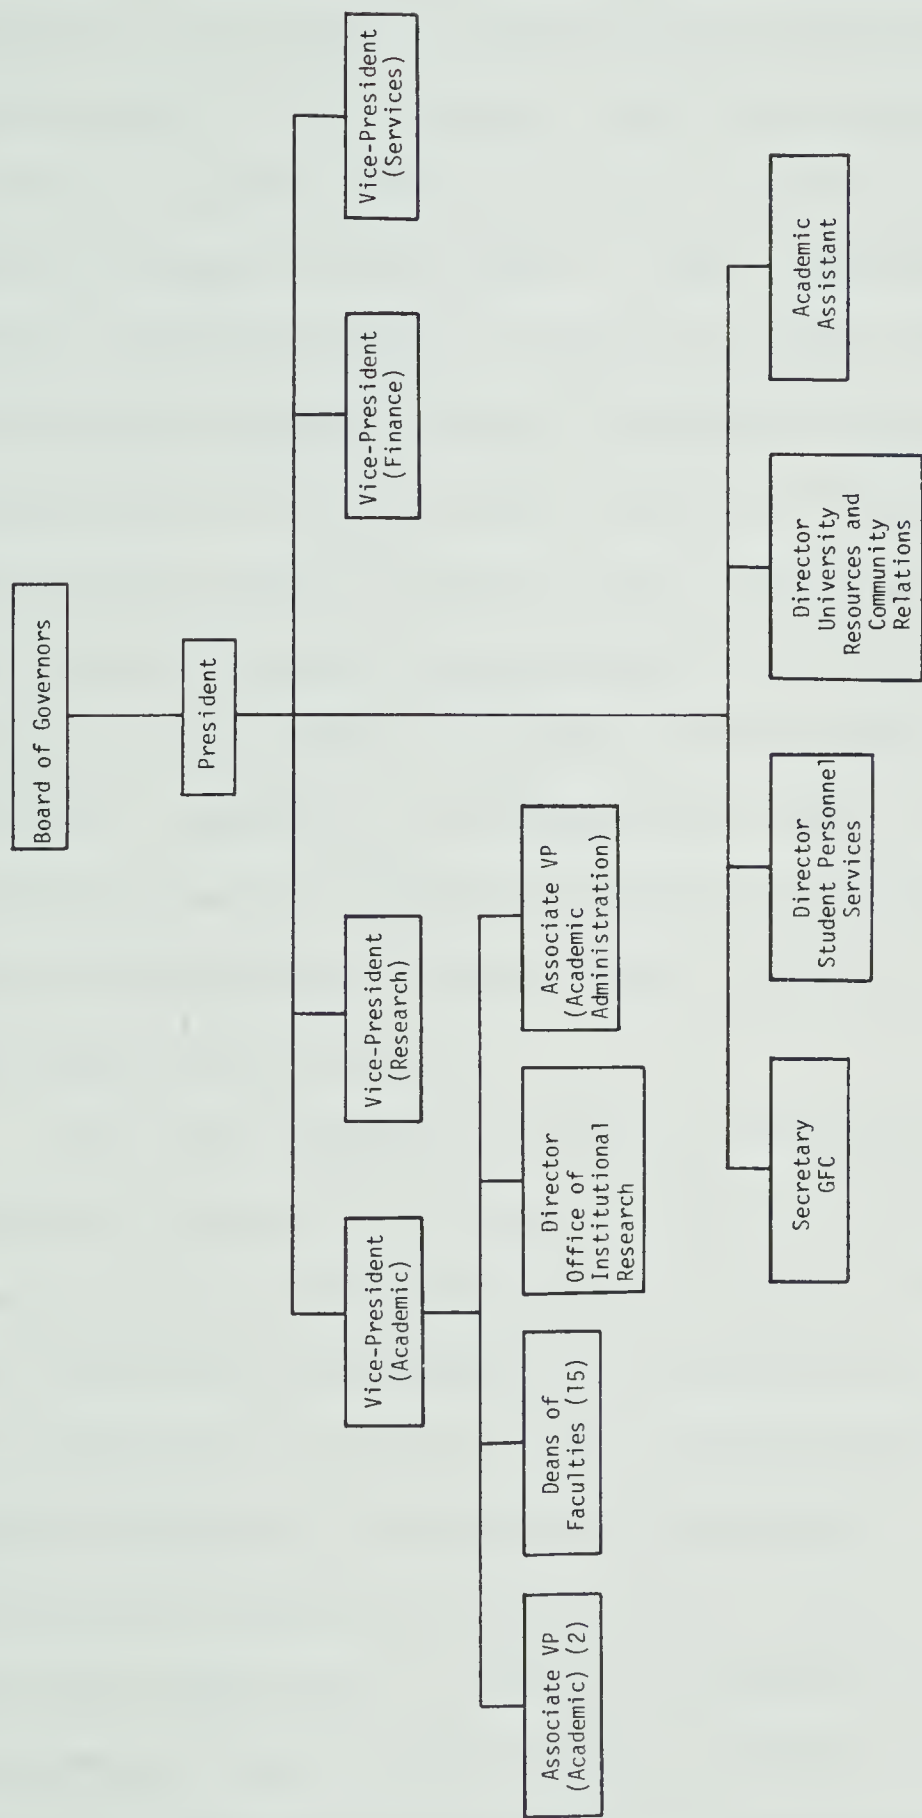 Board of Governors
President
Vice-President
(Academic)
Vice-President
(Research)
Vice-President
(Finance)
Vice-President
(Services)
Associate VP
(Academic) (2)
Deans of
Faculties (15)
Director
Office of
Institutional
Research
Associate VP
(Academic
Administration)
Secretary
GFC
Director
Student Personnel
Services
Director
University
Resources and
Community
Relations
Academic
Assistant